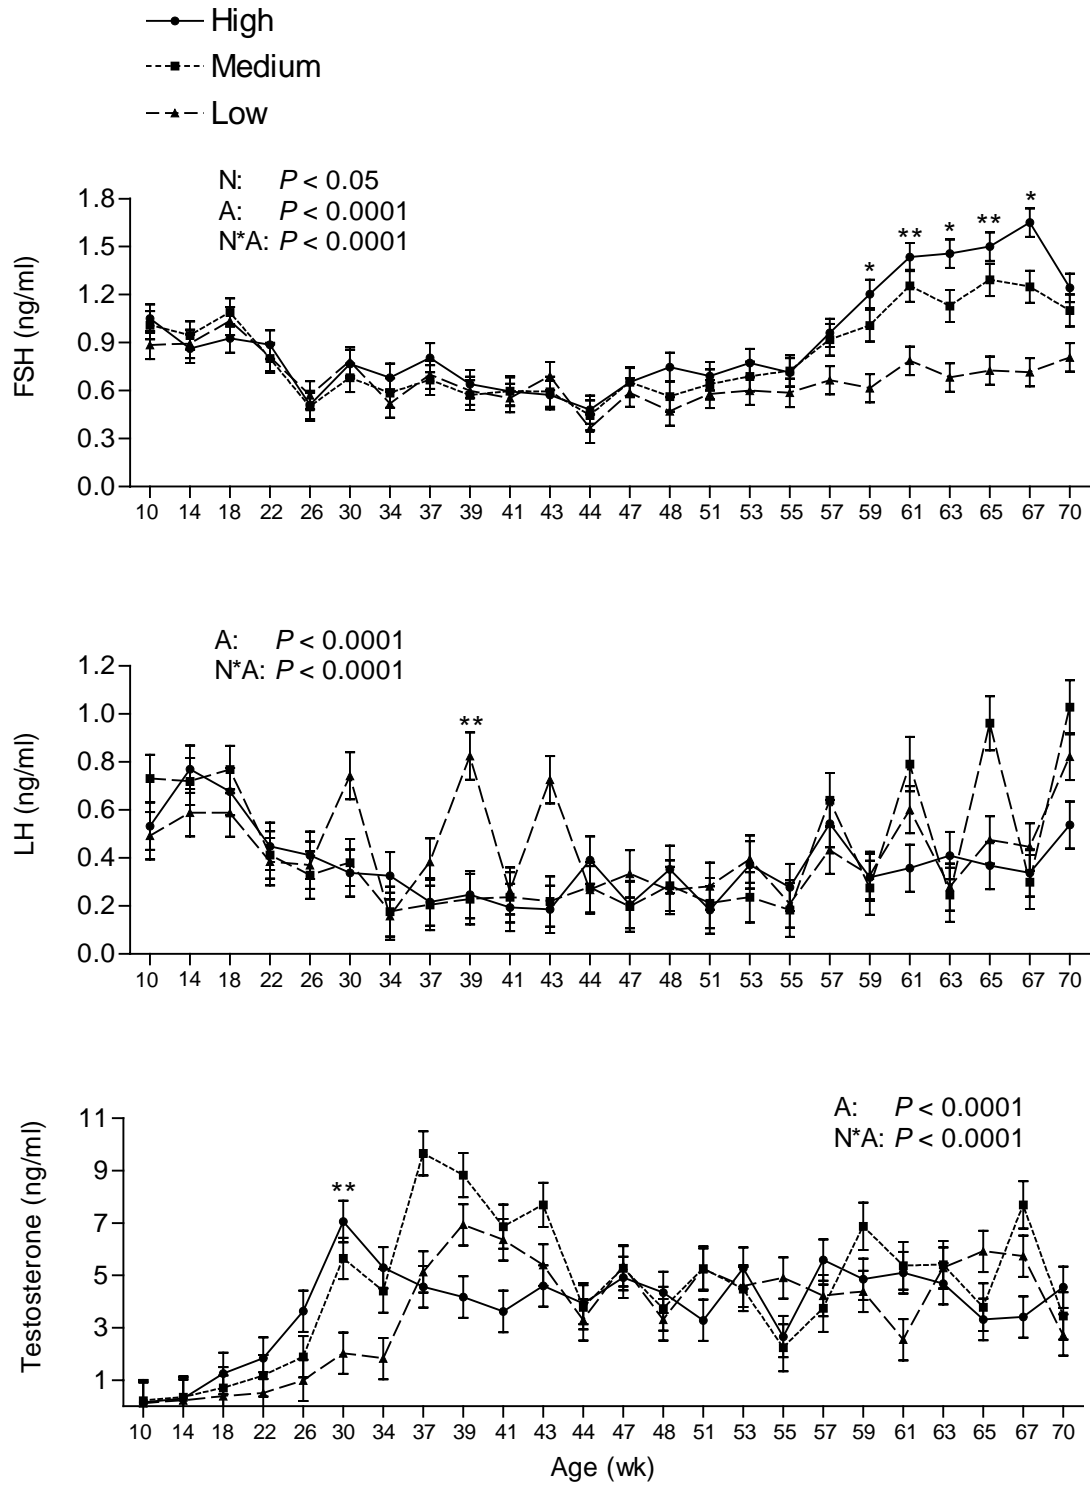 High
Medium
Low
N: P < 0.05
A: P < 0.0001
N*A: P < 0.0001
FSH (ng/ml)
1.8
1.5
1.2
0.9
0.6
0.3
0.0
* ** * ** *
10 14 18 22 26 30 34 37 39 41 43 44 47 48 51 53 55 57 59 61 63 65 67 70
A: P < 0.0001
N*A: P < 0.0001
LH (ng/ml)
1.2
1.0
0.8
0.6
0.4
0.2
0.0
**
10 14 18 22 26 30 34 37 39 41 43 44 47 48 51 53 55 57 59 61 63 65 67 70
A: P < 0.0001
N*A: P < 0.0001
Testosterone (ng/ml)
11
9
7
5
3
1
**
10 14 18 22 26 30 34 37 39 41 43 44 47 48 51 53 55 57 59 61 63 65 67 70
Age (wk)